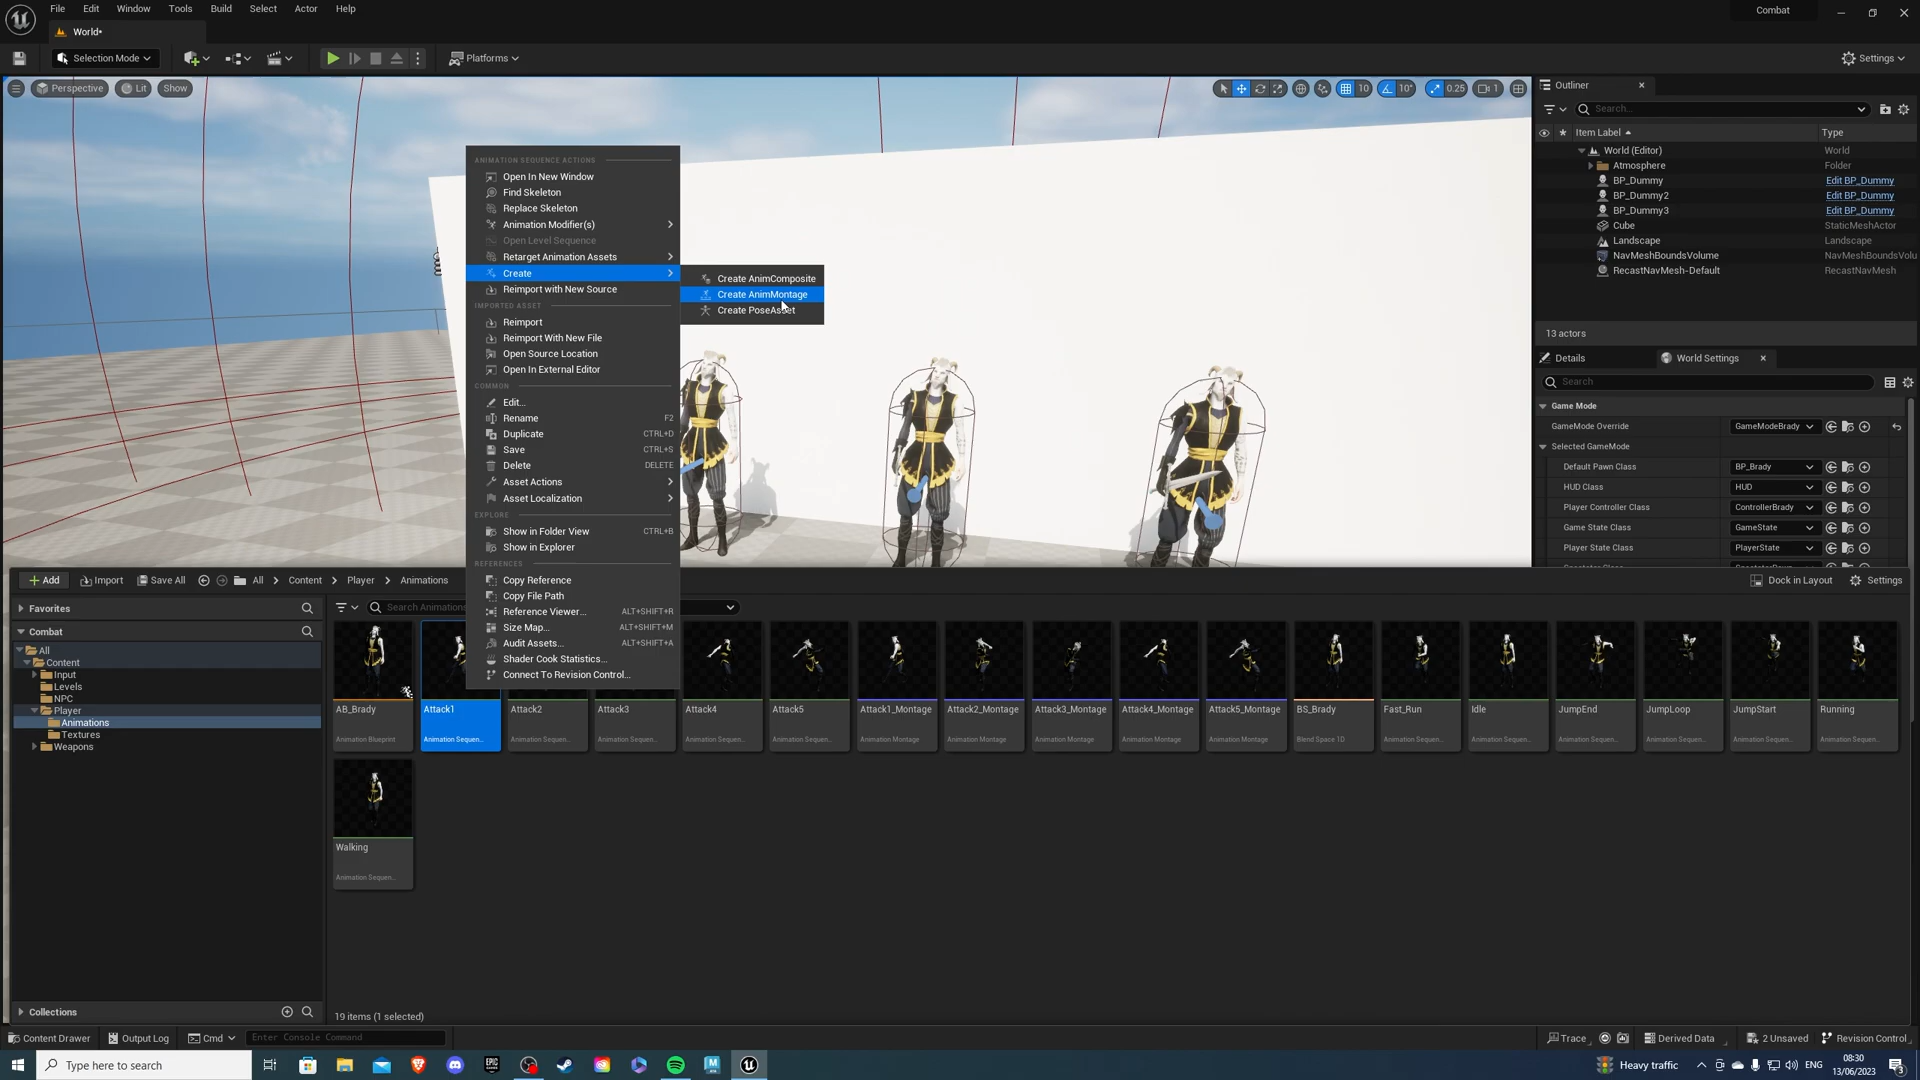 File Edit Window Tools Build Select Actor Help
Combat
World*
Selection Mode
Platforms
Settings
Perspective
Lit
Show
10
10°
0.25
1
Outliner
Search...
Item Label
Type
World (Editor) World
Atmosphere Folder
BP_Dummy Edit BP_Dummy
BP_Dummy2 Edit BP_Dummy
BP_Dummy3 Edit BP_Dummy
Cube StaticMeshActor
Landscape Landscape
NavMeshBoundsVolume NavMeshBoundsVolume
RecastNavMesh-Default RecastNavMesh
13 actors
Details
World Settings
Search
Game Mode
GameMode Override GameModeBrady
Selected GameMode
Default Pawn Class BP_Brady
HUD Class HUD
Player Controller Class ControllerBrady
Game State Class GameState
Player State Class PlayerState
ANIMATION SEQUENCE ACTIONS
Open In New Window
Find Skeleton
Replace Skeleton
Animation Modifier(s)
Open Level Sequence
Retarget Animation Assets
Create
Reimport with New Source
IMPORTED ASSET
Reimport
Reimport With New File
Open Source Location
Open In External Editor
COMMON
Edit...
Rename F2
Duplicate CTRL+D
Save CTRL+S
Delete DELETE
Asset Actions
Asset Localization
EXPLORE
Show in Folder View CTRL+B
Show in Explorer
REFERENCES
Copy Reference
Copy File Path
Reference Viewer... ALT+SHIFT+R
Size Map... ALT+SHIFT+M
Audit Assets... ALT+SHIFT+A
Shader Cook Statistics...
Connect To Revision Control...
Create AnimComposite
Create AnimMontage
Create PoseAsset
Add
Import
Save All
All
Content
Player
Animations
Dock in Layout
Settings
Favorites
Search Animations
Combat
All
Content
Input
Levels
NPC
Player
Animations
Textures
Weapons
Collections
AB_Brady
Animation Blueprint
Attack1
Animation Sequen...
Attack2
Animation Sequen...
Attack3
Animation Sequen...
Attack4
Animation Sequen...
Attack5
Animation Sequen...
Attack1_Montage
Animation Montage
Attack2_Montage
Animation Montage
Attack3_Montage
Animation Montage
Attack4_Montage
Animation Montage
Attack5_Montage
Animation Montage
BS_Brady
Blend Space 1D
Fast_Run
Animation Sequen...
Idle
Animation Sequen...
JumpEnd
Animation Sequen...
JumpLoop
Animation Sequen...
JumpStart
Animation Sequen...
Running
Animation Sequen...
Walking
Animation Sequen...
19 items (1 selected)
Content Drawer
Output Log
Cmd
Enter Console Command
Trace
Derived Data
2 Unsaved
Revision Control
Type here to search
EPIC
M
Heavy traffic
ENG
08:30
13/06/2023
3